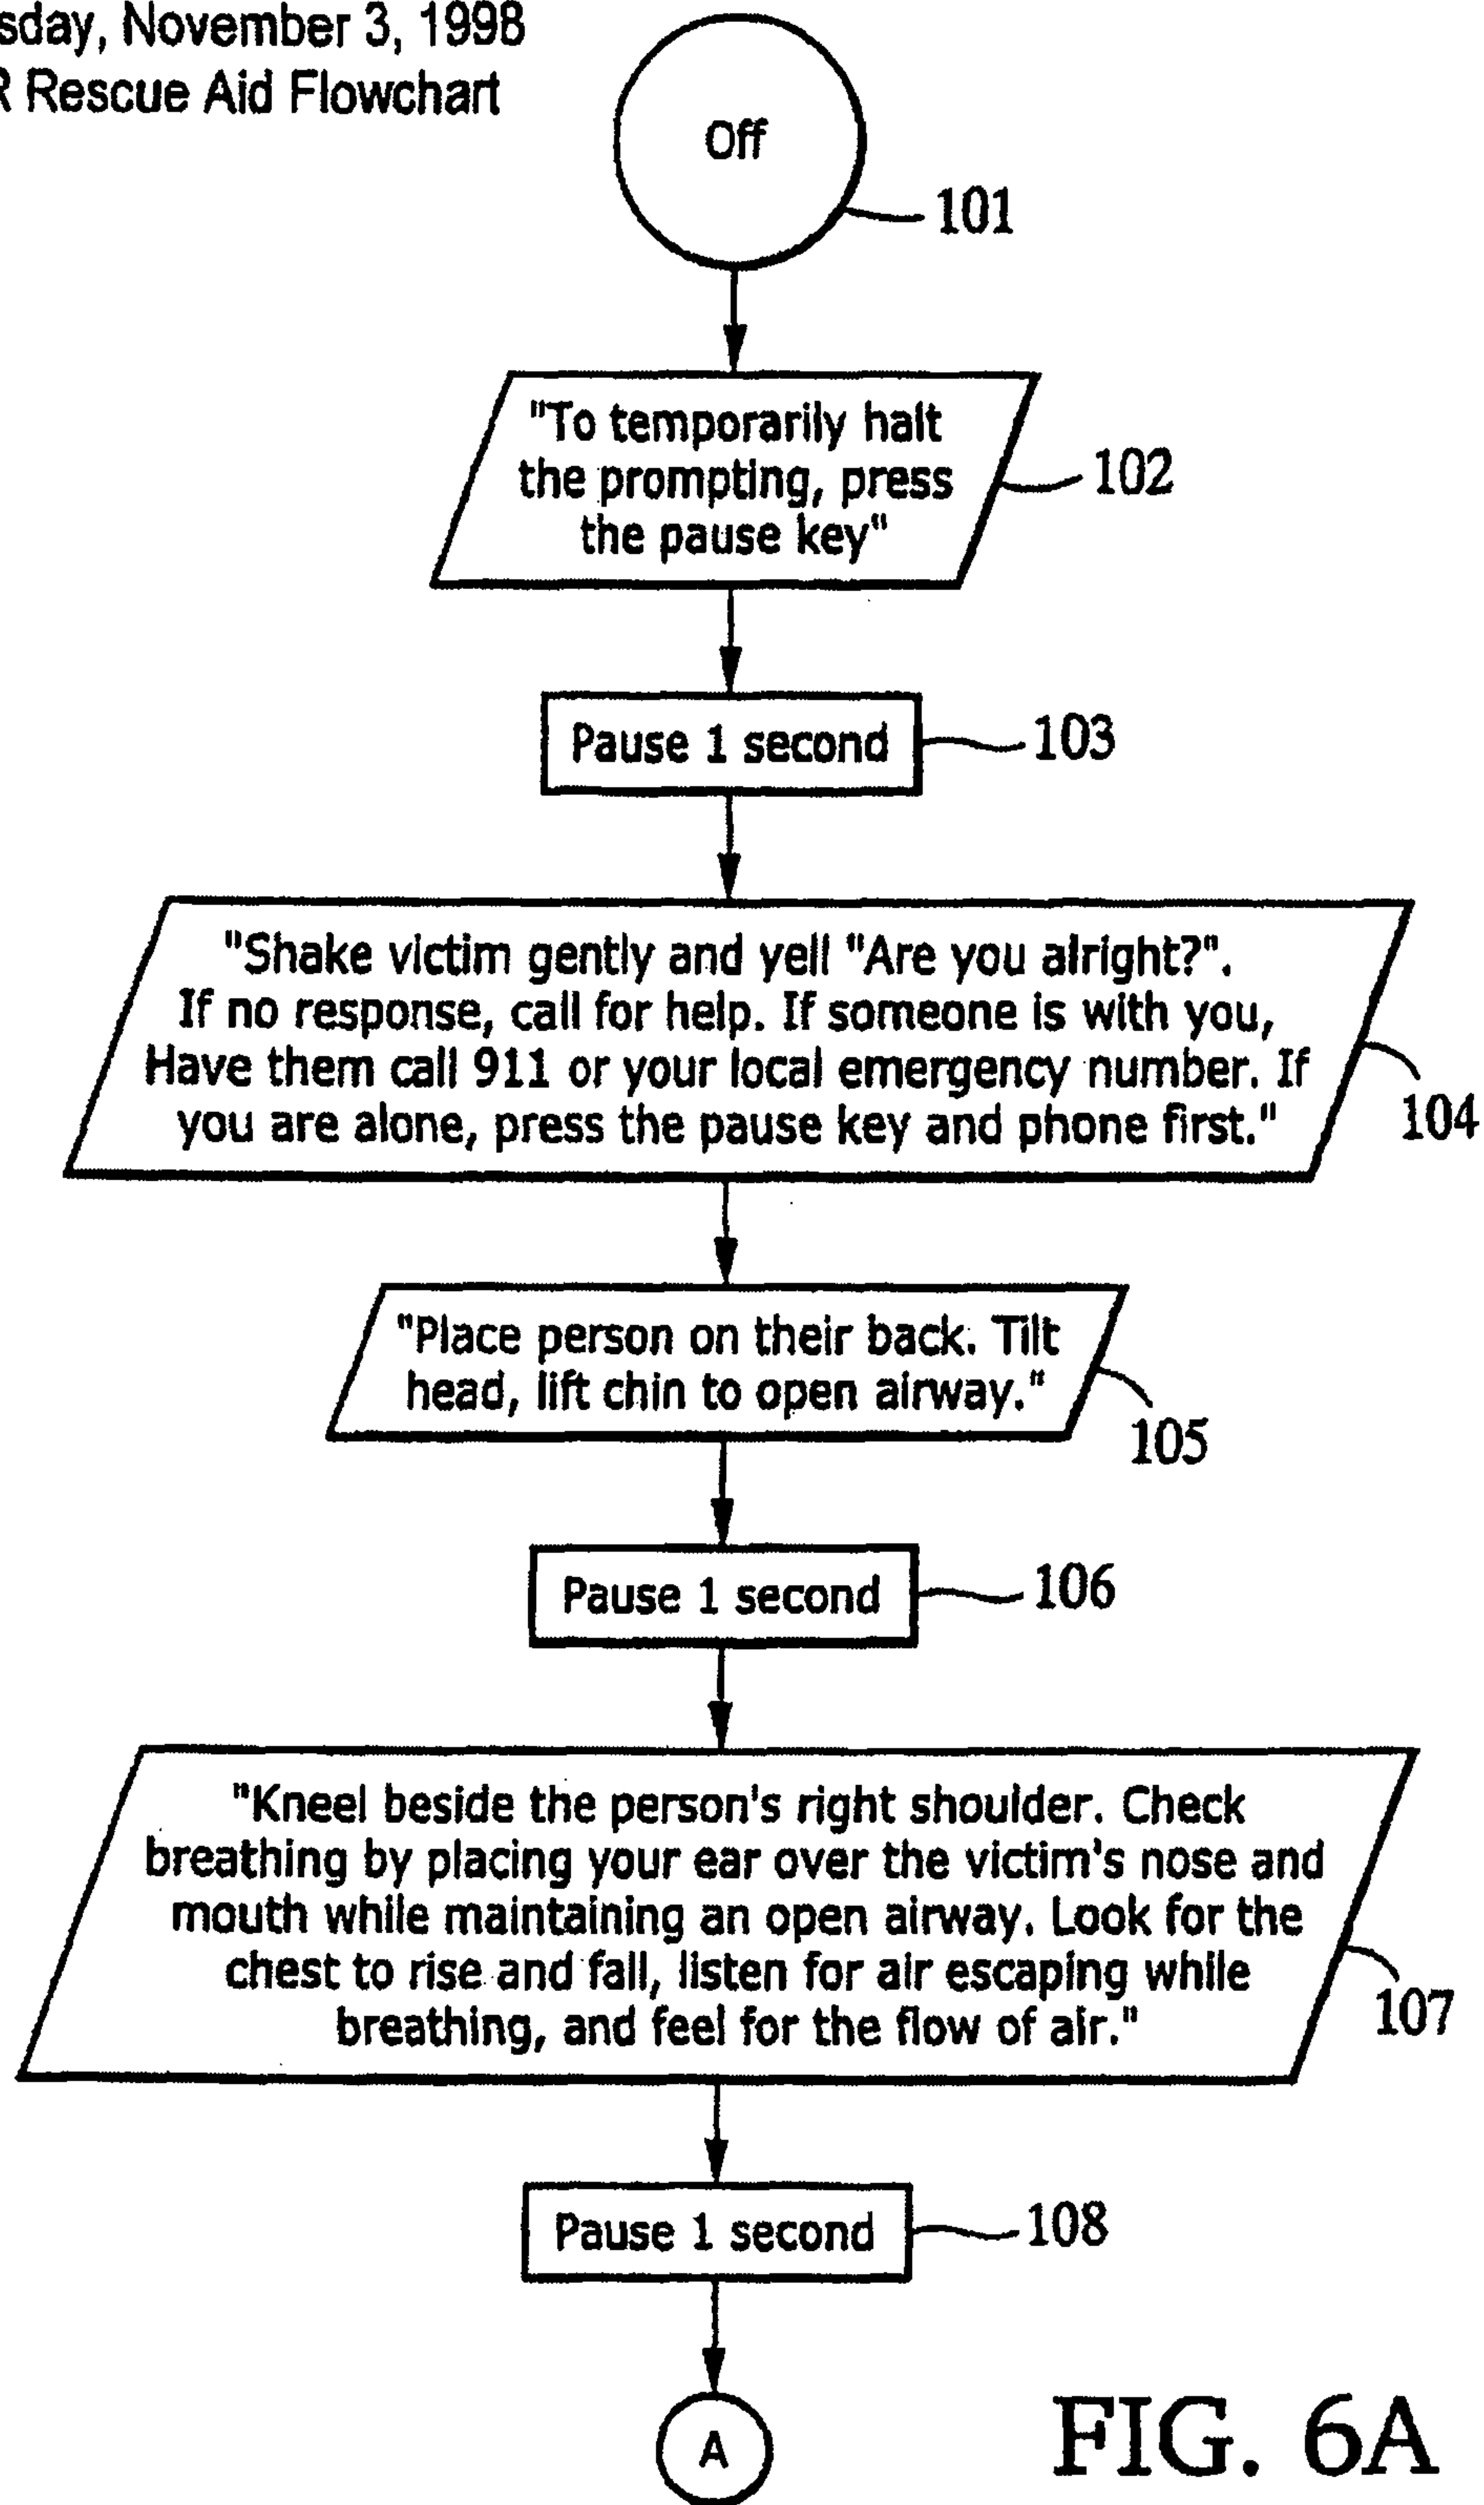 sday, November 3, 1998
R Rescue Aid Flowchart
Off
101
"To temporarily halt
the prompting, press
the pause key"
102
Pause 1 second
103
"Shake victim gently and yell "Are you alright?".
If no response, call for help. If someone is with you,
Have them call 911 or your local emergency number. If
you are alone, press the pause key and phone first."
104
"Place person on their back. Tilt
head, lift chin to open airway."
105
Pause 1 second
106
"Kneel beside the person's right shoulder. Check
breathing by placing your ear over the victim's nose and
mouth while maintaining an open airway. Look for the
chest to rise and fall, listen for air escaping while
breathing, and feel for the flow of air."
107
Pause 1 second
108
A
FIG. 6A